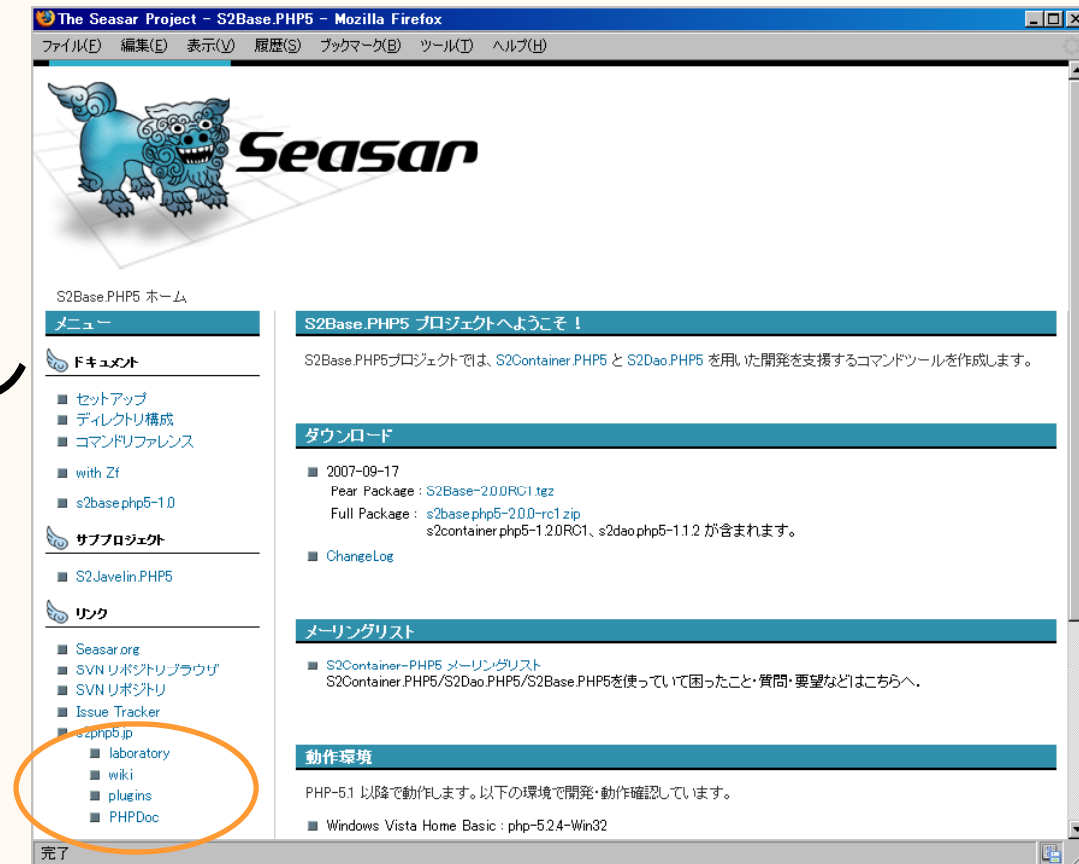 The Seasar Project - S2Base.PHP5 - Mozilla Firefox
ファイル(F) 編集(E) 表示(V) 履歴(S) ブックマーク(B) ツール(T) ヘルプ(H)
Seasar
S2Base.PHP5 ホーム
メニュー
ドキュメント
セットアップ
ディレクトリ構成
コマンドリファレンス
with Zf
s2base.php5-1.0
サブプロジェクト
S2Javelin.PHP5
リンク
Seasar.org
SVN リポジトリブラウザ
SVN リポジトリ
Issue Tracker
s2php5.jp
laboratory
wiki
plugins
PHPDoc
S2Base.PHP5 プロジェクトへようこそ！
S2Base.PHP5プロジェクトでは、S2Container.PHP5 と S2Dao.PHP5 を用いた開発を支援するコマンドツールを作成します。
ダウンロード
2007-09-17
Pear Package : S2Base-2.0.0RC1.tgz
Full Package : s2base.php5-2.0.0-rc1.zip
s2container.php5-1.2.0RC1、s2dao.php5-1.1.2 が含まれます。
ChangeLog
メーリングリスト
S2Container-PHP5 メーリングリスト
S2Container.PHP5/S2Dao.PHP5/S2Base.PHP5を使っていて困ったこと・質問・要望などはこちらへ.
動作環境
PHP-5.1 以降で動作します。以下の環境で開発・動作確認しています。
Windows Vista Home Basic : php-5.2.4-Win32
完了